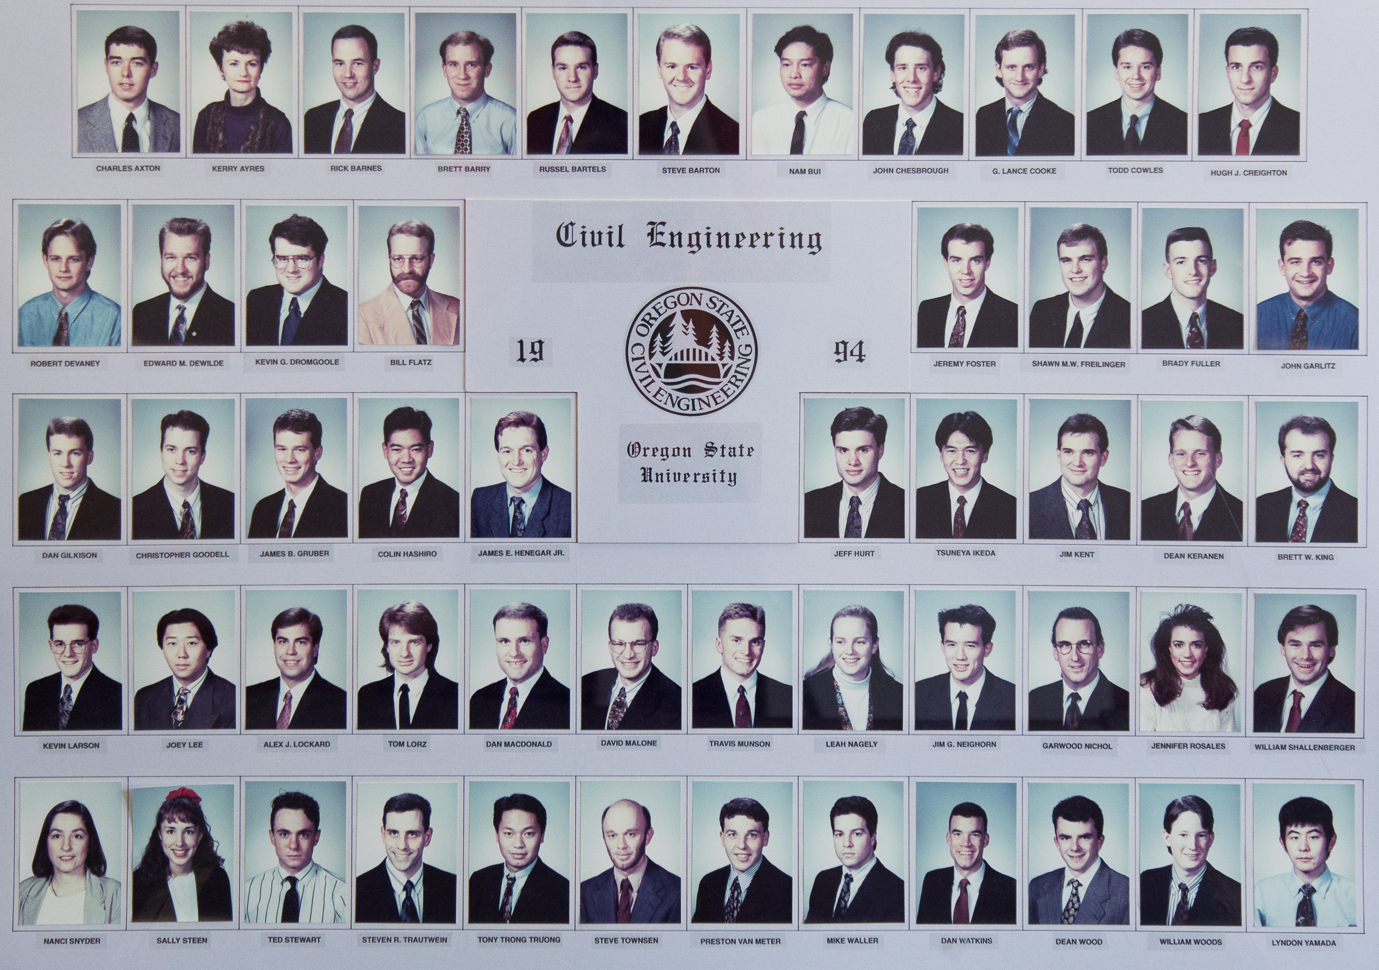 CHARLES AXTON
KERRY AYRES
RICK BARNES
BRETT BARRY
RUSSEL BARTELS
STEVE BARTON
NAM BUI
JOHN CHESBROUGH
G. LANCE COOKE
TODD COWLES
HUGH J. CREIGHTON
Civil Engineering
19
94
OREGON STATE
CIVIL ENGINEERING
Oregon State
University
ROBERT DEVANEY
EDWARD M. DEWILDE
KEVIN G. DROMGOOLE
BILL FLATZ
JEREMY FOSTER
SHAWN M.W. FREILINGER
BRADY FULLER
JOHN GARLITZ
DAN GILKISON
CHRISTOPHER GOODELL
JAMES B. GRUBER
COLIN HASHIRO
JAMES E. HENEGAR JR.
JEFF HURT
TSUNEYA IKEDA
JIM KENT
DEAN KERANEN
BRETT W. KING
KEVIN LARSON
JOEY LEE
ALEX J. LOCKARD
TOM LORZ
DAN MACDONALD
DAVID MALONE
TRAVIS MUNSON
LEAH NAGELY
JIM G. NEIGHORN
GARWOOD NICHOL
JENNIFER ROSALES
WILLIAM SHALLENBERGER
NANCI SNYDER
SALLY STEEN
TED STEWART
STEVEN R. TRAUTWEIN
TONY TRONG TRUONG
STEVE TOWNSEN
PRESTON VAN METER
MIKE WALLER
DAN WATKINS
DEAN WOOD
WILLIAM WOODS
LYNDON YAMADA